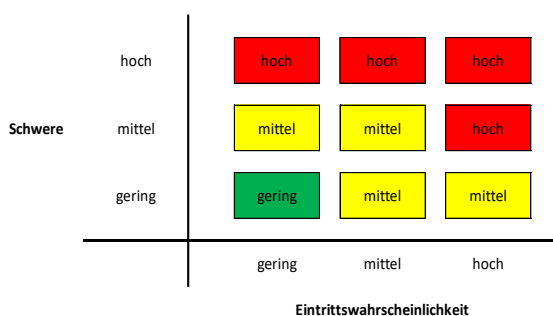 hoch hoch hoch hoch
Schwere mittel mittel mittel hoch
gering gering mittel mittel
gering mittel hoch
Eintrittswahrscheinlichkeit